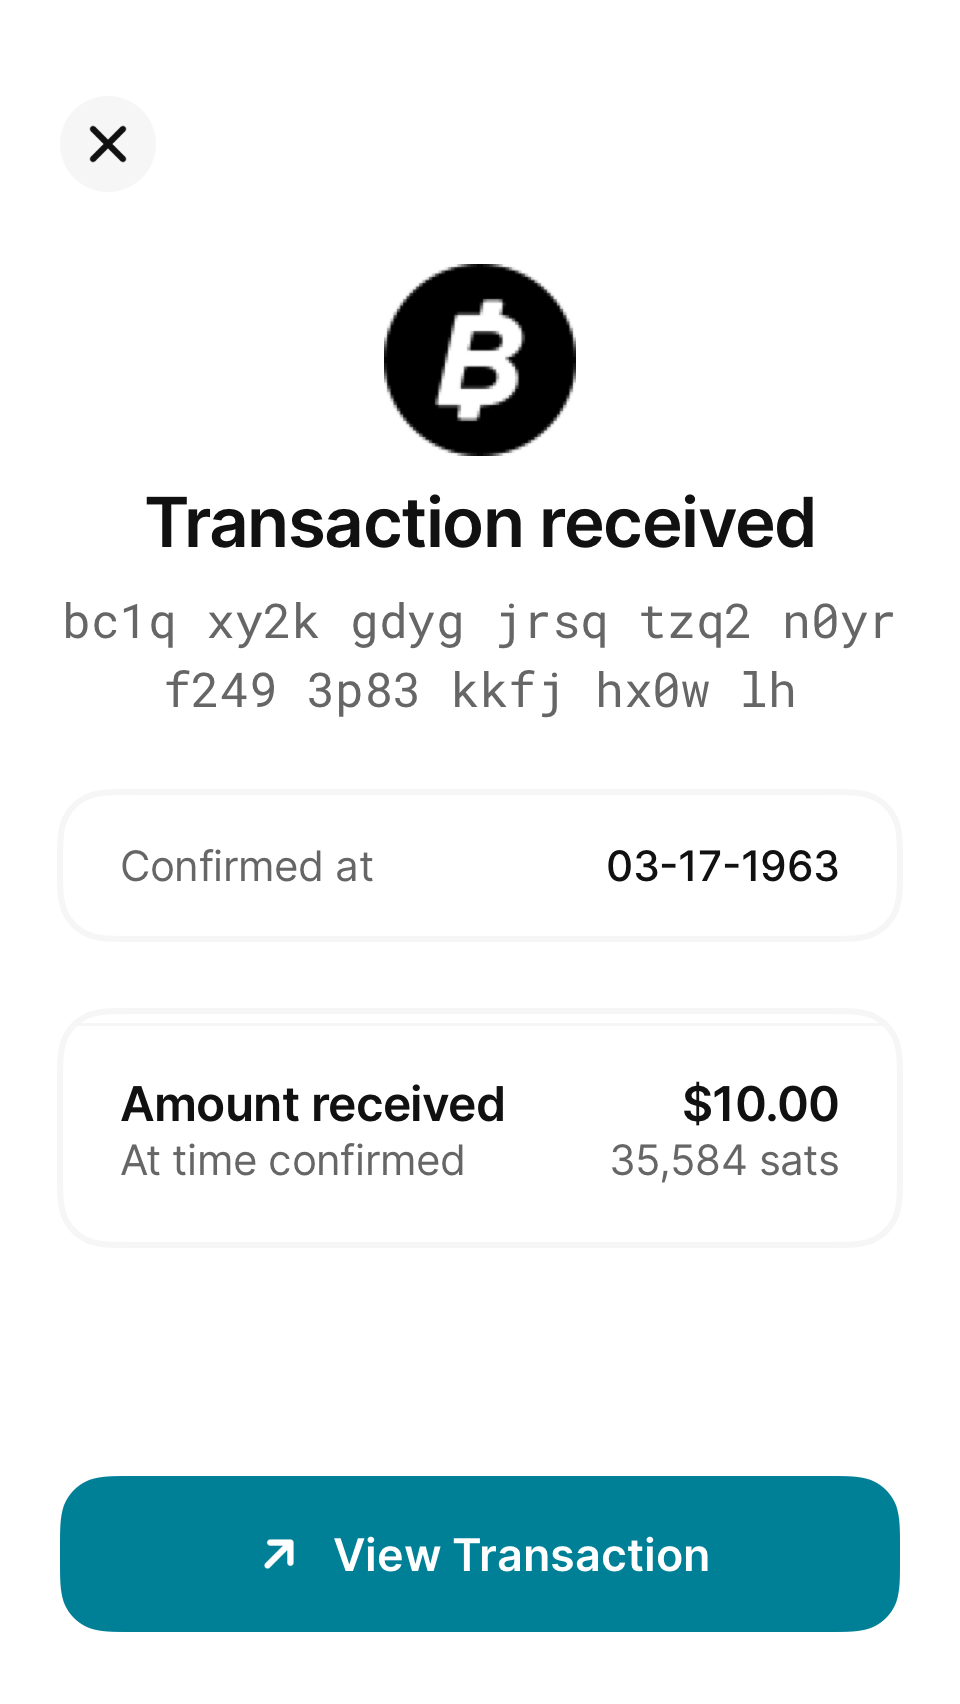 Transaction received
bc1q xy2k gdyg jrsq tzq2 n0yr
f249 3p83 kkfj hx0w lh
Confirmed at 03-17-1963
Amount received $10.00
At time confirmed 35,584 sats
View Transaction